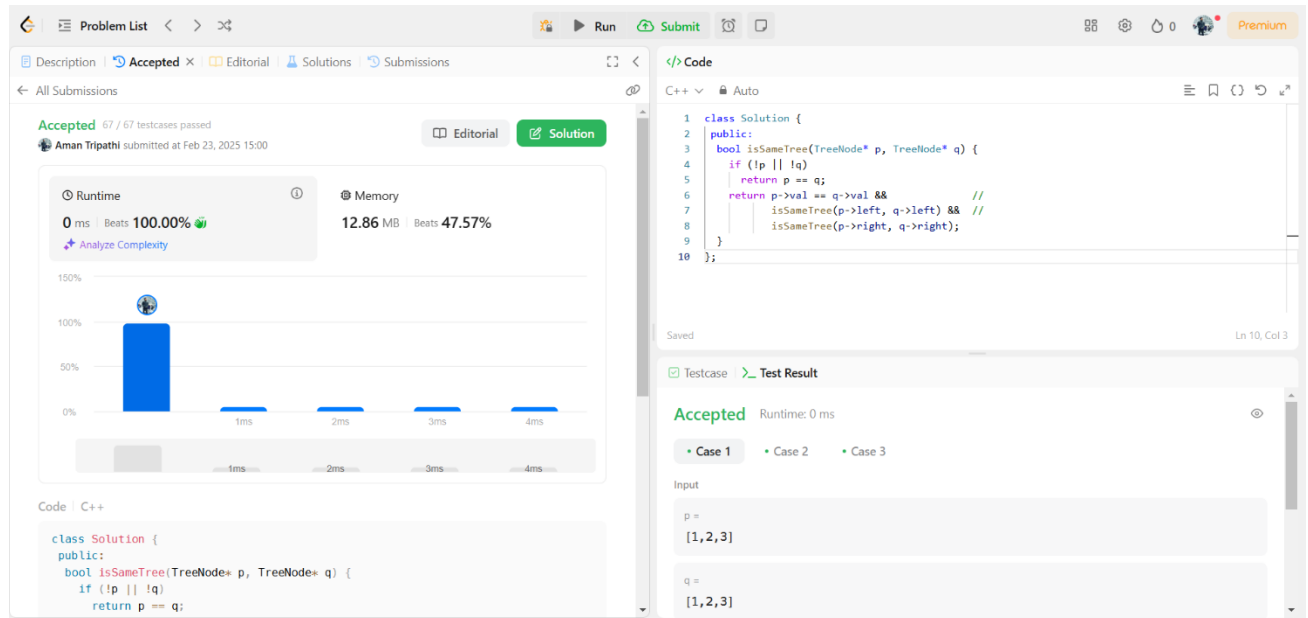 Problem List
Run
Submit
0
Premium
Description
Accepted
Editorial
Solutions
Submissions
All Submissions
Accepted 67 / 67 testcases passed
Aman Tripathi submitted at Feb 23, 2025 15:00
Editorial
Solution
Runtime
0 ms Beats 100.00%
Analyze Complexity
Memory
12.86 MB Beats 47.57%
150%
100%
50%
0%
1ms 2ms 3ms 4ms
1ms 2ms 3ms 4ms
Code C++
class Solution {
public:
bool isSameTree(TreeNode* p, TreeNode* q) {
if (!p || !q)
return p == q;
</> Code
C++ Auto
1 class Solution {
2 public:
3 bool isSameTree(TreeNode* p, TreeNode* q) {
4 if (!p || !q)
5 return p == q;
6 return p->val == q->val && //
7 isSameTree(p->left, q->left) && //
8 isSameTree(p->right, q->right);
9 }
10 };
Saved
Ln 10, Col 3
Testcase
>_ Test Result
Accepted Runtime: 0 ms
• Case 1 • Case 2 • Case 3
Input
p =
[1,2,3]
q =
[1,2,3]